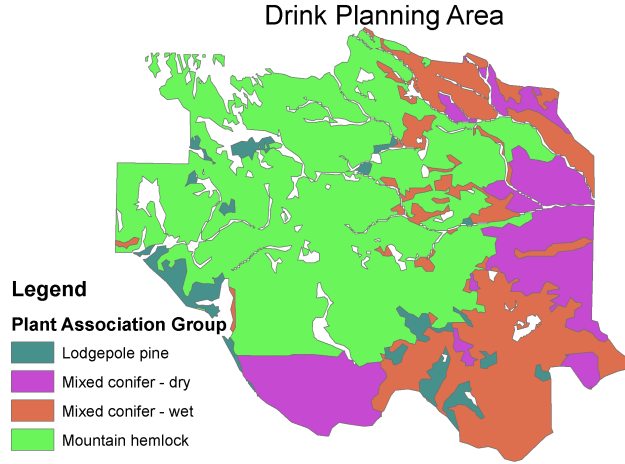 Drink Planning Area
Legend
Plant Association Group
Lodgepole pine
Mixed conifer - dry
Mixed conifer - wet
Mountain hemlock